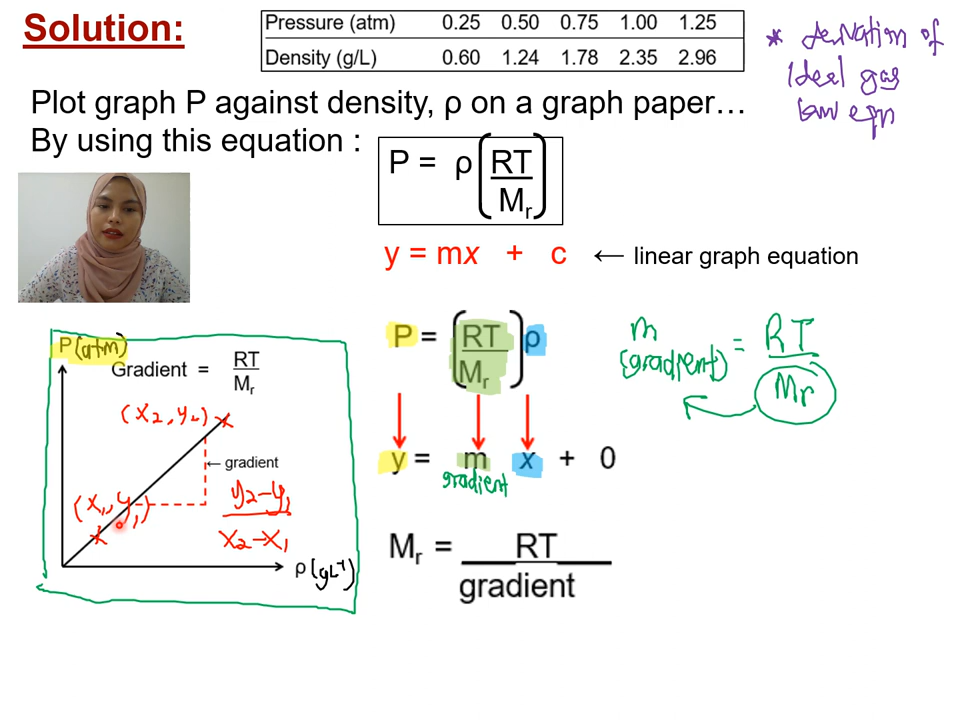 Solution:
Pressure (atm) 0.25 0.50 0.75 1.00 1.25
Density (g/L) 0.60 1.24 1.78 2.35 2.96
* derivation of
Ideal gas
law eqn
Plot graph P against density, ρ on a graph paper…
By using this equation :
P = ρ(RT/Mr)
y = mx + c ← linear graph equation
P = (RT/Mr)ρ
m
(gradient) = RT/Mr
y = m x + 0
gradient
Mr = RT/gradient
P(atm)
Gradient = RT/Mr
(x2, y2)
← gradient
(x1, y1)
y2-y1
x2-x1
ρ (gL⁻¹)